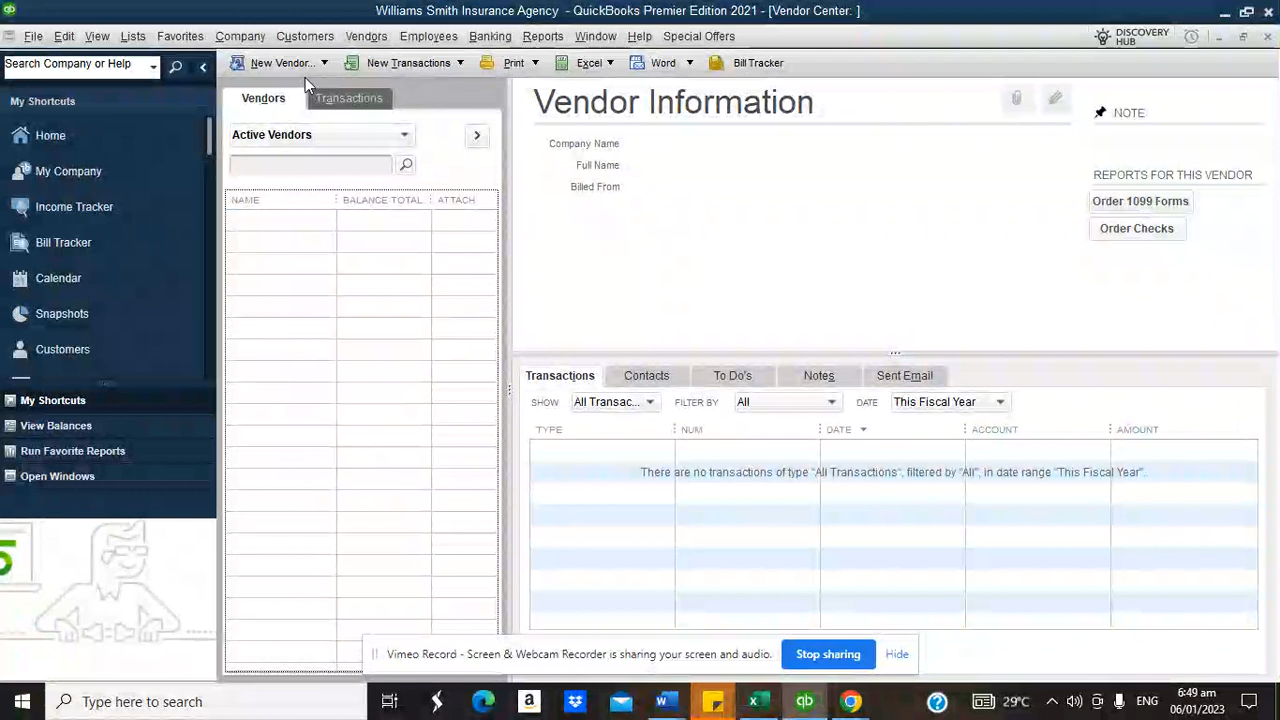 Williams Smith Insurance Agency - QuickBooks Premier Edition 2021 - [Vendor Center: ]
File Edit View Lists Favorites Company Customers Vendors Employees Banking Reports Window Help Special Offers
DISCOVERY HUB
Search Company or Help
New Vendor... New Transactions Print Excel Word Bill Tracker
My Shortcuts
Home
My Company
Income Tracker
Bill Tracker
Calendar
Snapshots
Customers
My Shortcuts
View Balances
Run Favorite Reports
Open Windows
Vendors Transactions
Active Vendors
NAME BALANCE TOTAL ATTACH
Vendor Information
Company Name
Full Name
Billed From
NOTE
REPORTS FOR THIS VENDOR
Order 1099 Forms
Order Checks
Transactions Contacts To Do's Notes Sent Email
SHOW All Transac... FILTER BY All DATE This Fiscal Year
TYPE NUM DATE ACCOUNT AMOUNT
There are no transactions of type "All Transactions", filtered by "All", in date range "This Fiscal Year".
Vimeo Record - Screen & Webcam Recorder is sharing your screen and audio. Stop sharing Hide
Type here to search
29°C
ENG
6:49 am
06/01/2023